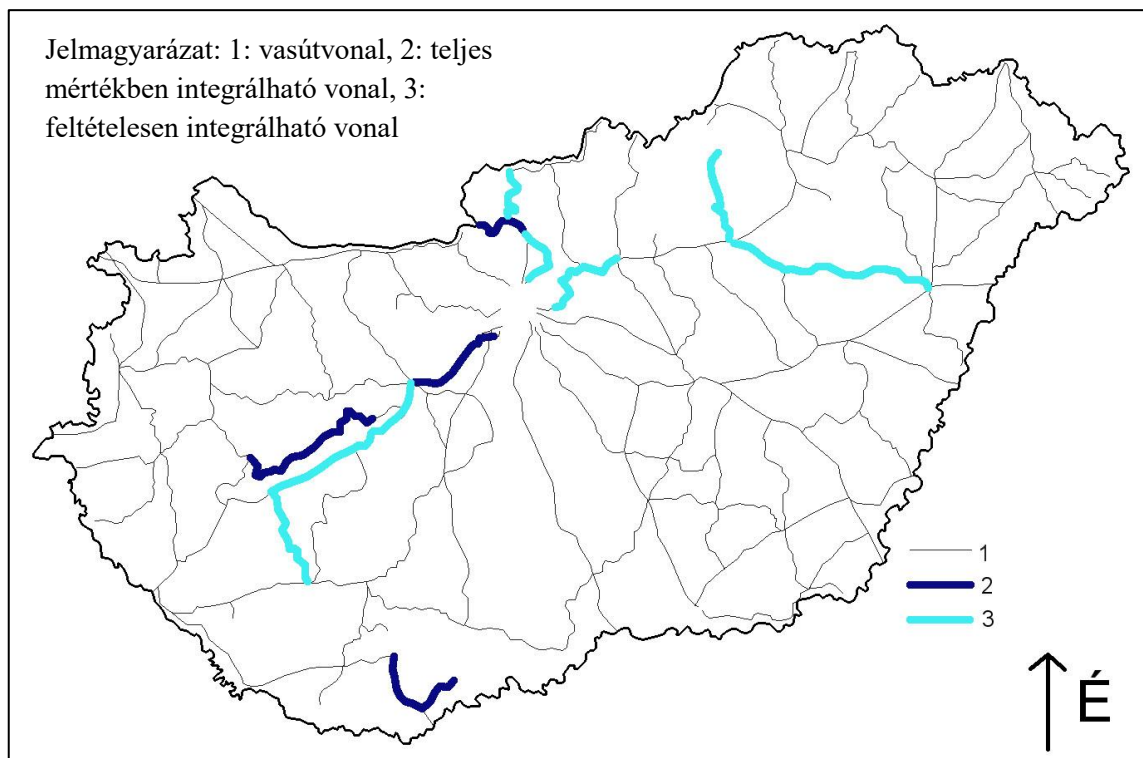 Jelmagyarázat: 1: vasútvonal, 2: teljes
mértékben integrálható vonal, 3:
feltételesen integrálható vonal
1
2
3
É